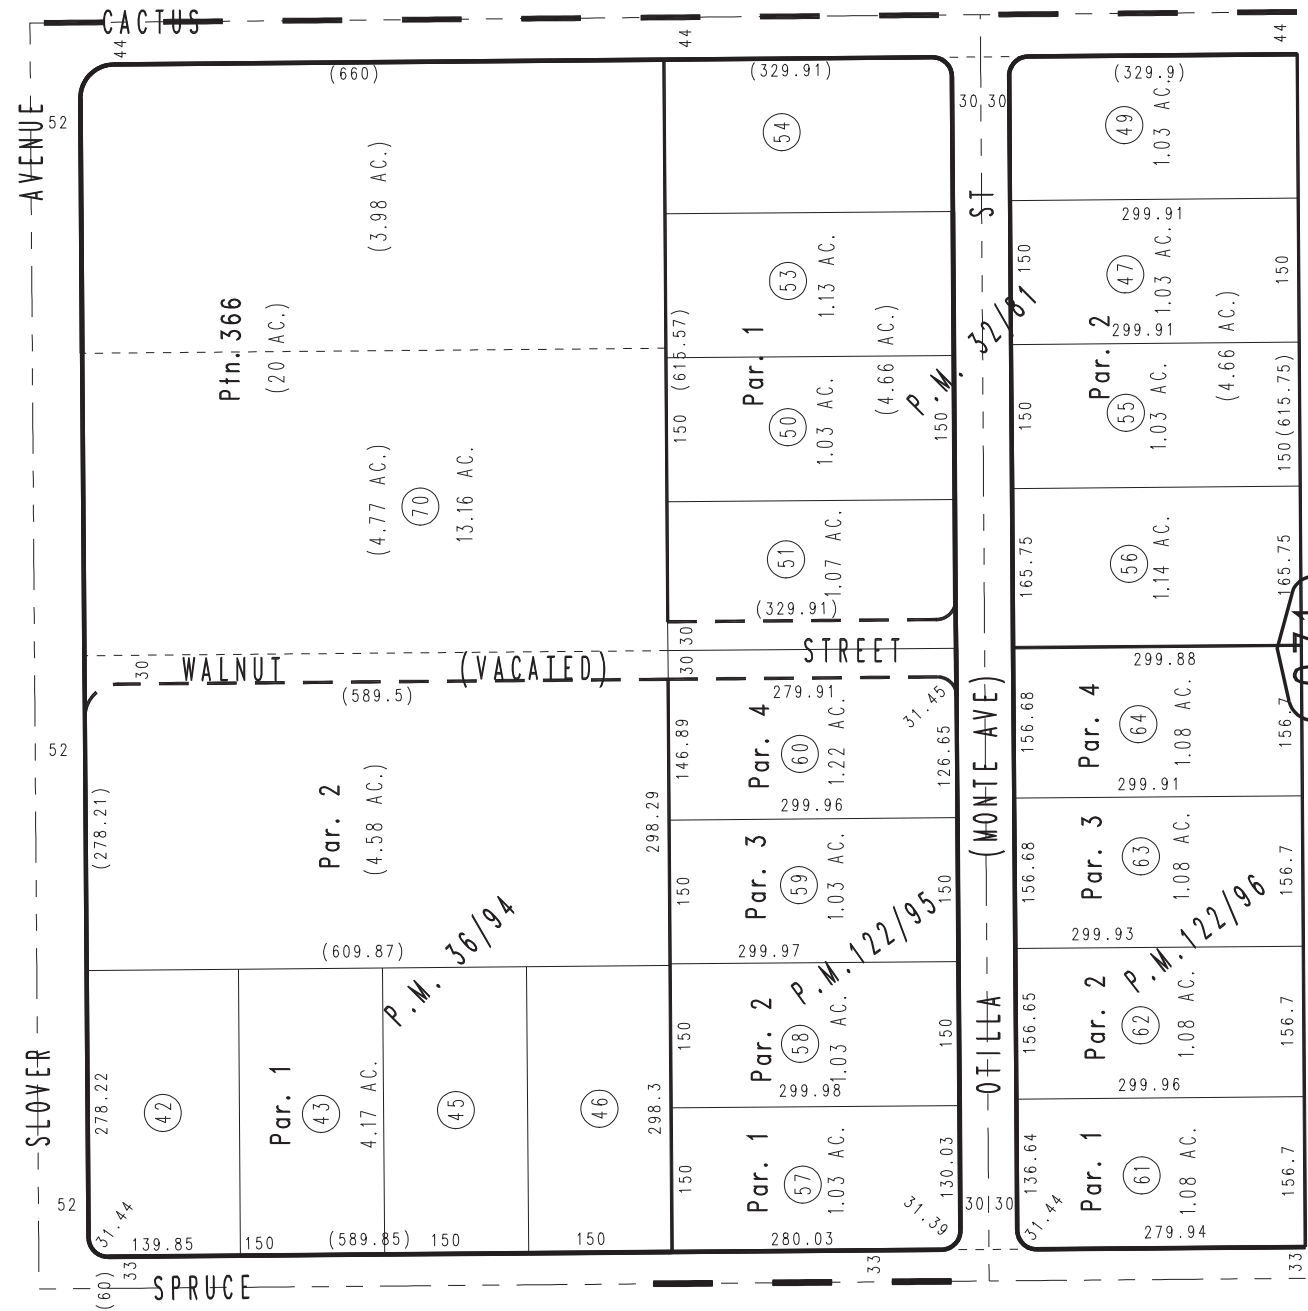 CACTUS
44
44
44
(660)
(329.91)
(329.9)
AVENUE
52
30 30
54
49
1.03 AC.
ST
(3.98 AC.)
299.91
53
1.13 AC.
150
47
1.03 AC.
150
Ptn. 366
(20 AC.)
(615.57)
Par. 1
(4.66 AC.)
P.M. 32/81
299.91
Par. 2
(4.66 AC.)
150
50
1.03 AC.
150
150
55
1.03 AC.
150 (615.75)
(4.77 AC.)
70
13.16 AC.
51
1.07 AC.
165.75
56
1.14 AC.
165.75
(329.91)
30
30
WALNUT
(VACATED)
30
STREET
299.88
(589.5)
279.91
31.45
52
146.89
Par. 4
60
1.22 AC.
126.65
(MONTE AVE)
156.68
Par. 4
64
1.08 AC.
156.7
299.96
299.91
(278.21)
Par. 2
(4.58 AC.)
298.29
150
Par. 3
59
1.03 AC.
150
156.68
Par. 3
63
1.08 AC.
156.7
P.M. 36/94
P.M. 122/95
P.M. 122/96
(609.87)
299.97
299.93
150
Par. 2
58
1.03 AC.
150
OTILLA
156.65
Par. 2
62
1.08 AC.
156.7
299.98
299.96
SLOVER
278.22
42
Par. 1
43
4.17 AC.
45
46
298.3
150
Par. 1
57
1.03 AC.
130.03
136.64
Par. 1
61
1.08 AC.
156.7
52
31.44
31.39
30 30
31.44
139.85
150
(589.85)
150
150
280.03
279.94
(60)
33
33
33
SPRUCE